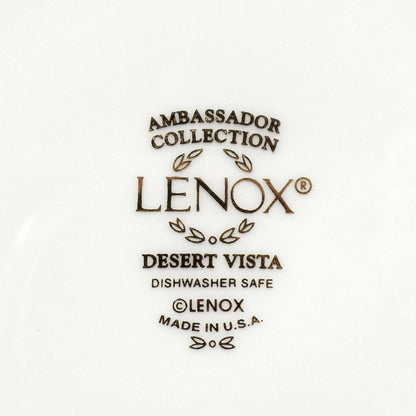 AMBASSADOR
COLLECTION
LENOX®
DESERT VISTA
DISHWASHER SAFE
©LENOX
MADE IN U.S.A.